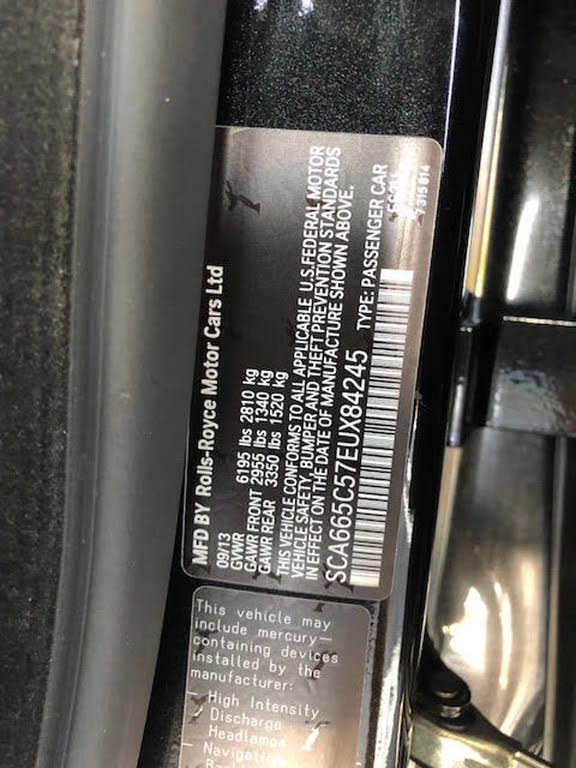 MFD BY Rolls-Royce Motor Cars Ltd
09/13
GVWR 6195 lbs 2810 kg
GAWR FRONT 2955 lbs 1340 kg
GAWR REAR 3350 lbs 1520 kg
THIS VEHICLE CONFORMS TO ALL APPLICABLE U.S.FEDERAL MOTOR
VEHICLE SAFETY, BUMPER AND THEFT PREVENTION STANDARDS
IN EFFECT ON THE DATE OF MANUFACTURE SHOWN ABOVE.
SCA665C57EUX84245 TYPE: PASSENGER CAR
7315814
This vehicle may
include mercury-
containing devices
installed by the
manufacturer:
- High Intensity
Discharge
Headlamps
- Navigation